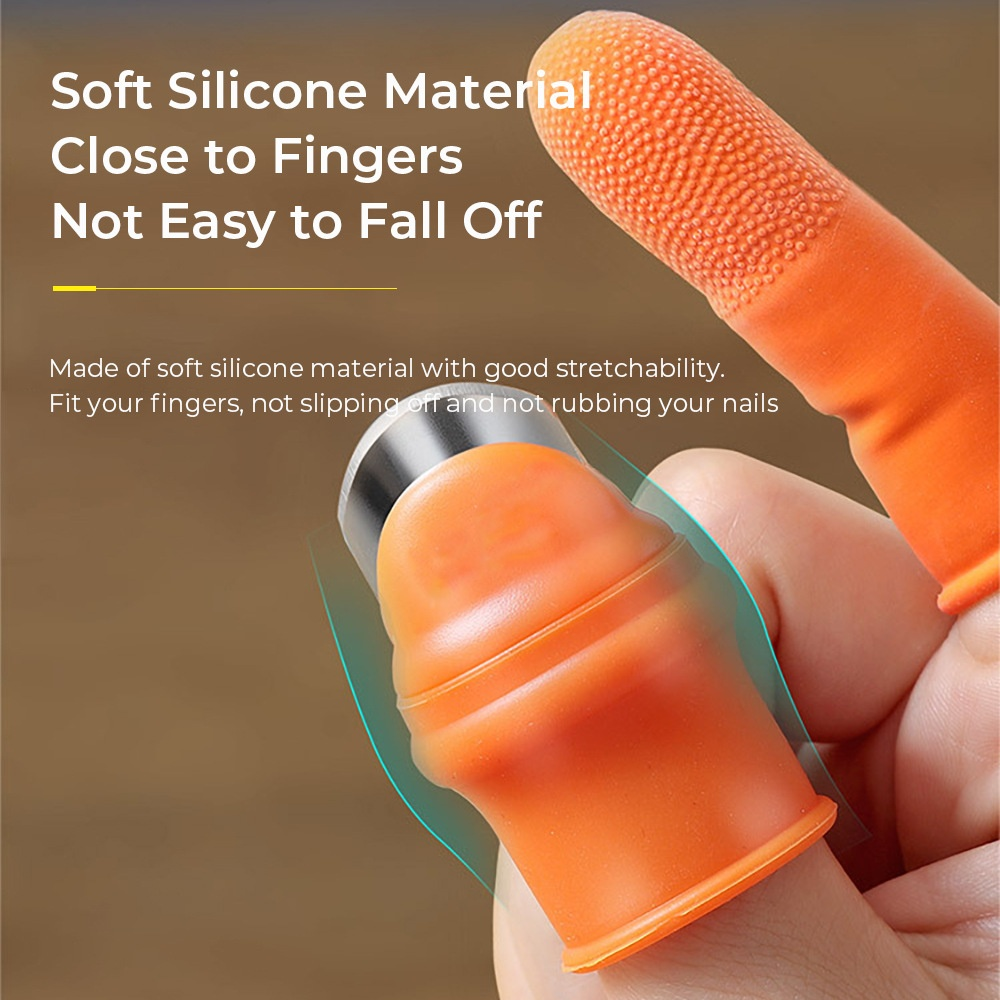 Soft Silicone Material
Close to Fingers
Not Easy to Fall Off
Made of soft silicone material with good stretchability.
Fit your fingers, not slipping off and not rubbing your nails